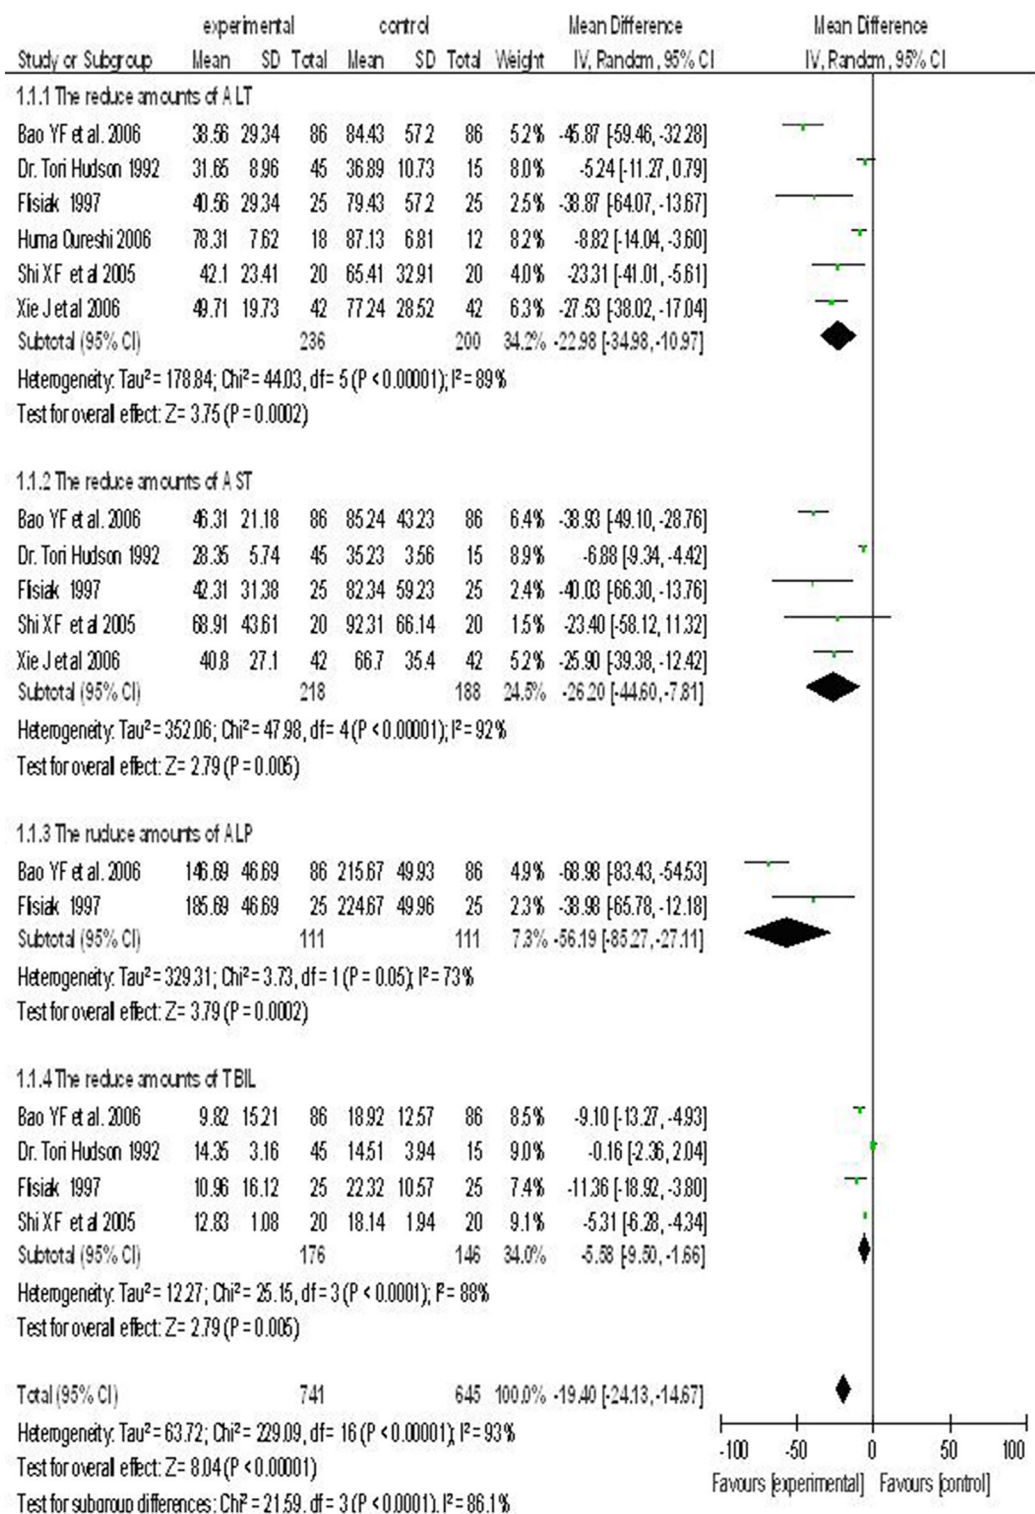 experimental control Mean Difference Mean Difference
Study or Subgroup Mean SD Total Mean SD Total Weight IV, Random, 95% CI IV, Random, 95% CI
1.1.1 The reduce amounts of ALT
Bao YF et al. 2006 38.56 29.34 86 84.43 57.2 86 5.2% -45.87 [-59.46, -32.28]
Dr. Tori Hudson 1992 31.65 8.96 45 36.89 10.73 15 8.0% -5.24 [-11.27, 0.79]
Flisiak 1997 40.56 29.34 25 79.43 57.2 25 2.5% -38.87 [-64.07, -13.67]
Huma Qureshi 2006 78.31 7.62 18 87.13 6.81 12 8.2% -8.82 [-14.04, -3.60]
Shi XF et al 2005 42.1 23.41 20 65.41 32.91 20 4.0% -23.31 [-41.01, -5.61]
Xie J et al 2006 49.71 19.73 42 77.24 28.52 42 6.3% -27.53 [-38.02, -17.04]
Subtotal (95% CI) 236 200 34.2% -22.98 [-34.98, -10.97]
Heterogeneity: Tau² = 178.84; Chi² = 44.03, df = 5 (P < 0.00001); I² = 89%
Test for overall effect: Z = 3.75 (P = 0.0002)
1.1.2 The reduce amounts of AST
Bao YF et al. 2006 46.31 21.18 86 85.24 43.23 86 6.4% -38.93 [-49.10, -28.76]
Dr. Tori Hudson 1992 28.35 5.74 45 35.23 3.56 15 8.9% -6.88 [-9.34, -4.42]
Flisiak 1997 42.31 31.38 25 82.34 59.23 25 2.4% -40.03 [-66.30, -13.76]
Shi XF et al 2005 68.91 43.61 20 92.31 66.14 20 1.5% -23.40 [-58.12, 11.32]
Xie J et al 2006 40.8 27.1 42 66.7 35.4 42 5.2% -25.90 [-39.38, -12.42]
Subtotal (95% CI) 218 188 24.5% -26.20 [-44.60, -7.81]
Heterogeneity: Tau² = 352.06; Chi² = 47.98, df = 4 (P < 0.00001); I² = 92%
Test for overall effect: Z = 2.79 (P = 0.005)
1.1.3 The ruduce amounts of ALP
Bao YF et al. 2006 146.69 46.69 86 215.67 49.93 86 4.9% -68.98 [-83.43, -54.53]
Flisiak 1997 185.69 46.69 25 224.67 49.96 25 2.3% -38.98 [-65.78, -12.18]
Subtotal (95% CI) 111 111 7.3% -56.19 [-85.27, -27.11]
Heterogeneity: Tau² = 329.31; Chi² = 3.73, df = 1 (P = 0.05); I² = 73%
Test for overall effect: Z = 3.79 (P = 0.0002)
1.1.4 The reduce amounts of TBIL
Bao YF et al. 2006 9.82 15.21 86 18.92 12.57 86 8.5% -9.10 [-13.27, -4.93]
Dr. Tori Hudson 1992 14.35 3.16 45 14.51 3.94 15 9.0% -0.16 [-2.36, 2.04]
Flisiak 1997 10.96 16.12 25 22.32 10.57 25 7.4% -11.36 [-18.92, -3.80]
Shi XF et al 2005 12.83 1.08 20 18.14 1.94 20 9.1% -5.31 [-6.28, -4.34]
Subtotal (95% CI) 176 146 34.0% -5.58 [-9.50, -1.66]
Heterogeneity: Tau² = 12.27; Chi² = 25.15, df = 3 (P < 0.0001); I² = 88%
Test for overall effect: Z = 2.79 (P = 0.005)
Total (95% CI) 741 645 100.0% -19.40 [-24.13, -14.67]
Heterogeneity: Tau² = 63.72; Chi² = 229.09, df = 16 (P < 0.00001); I² = 93%
Test for overall effect: Z = 8.04 (P < 0.00001)
Test for subgroup differences: Chi² = 21.59, df = 3 (P < 0.0001), I² = 86.1%
-100 -50 0 50 100
Favours [experimental] Favours [control]